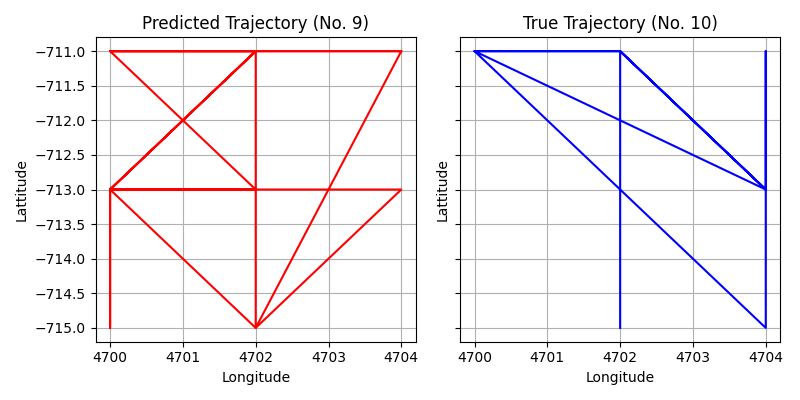 Predicted Trajectory (No. 9)
True Trajectory (No. 10)
Lattitude
−711.0
−711.5
−712.0
−712.5
−713.0
−713.5
−714.0
−714.5
−715.0
4700 4701 4702 4703 4704
Longitude
Lattitude
4700 4701 4702 4703 4704
Longitude